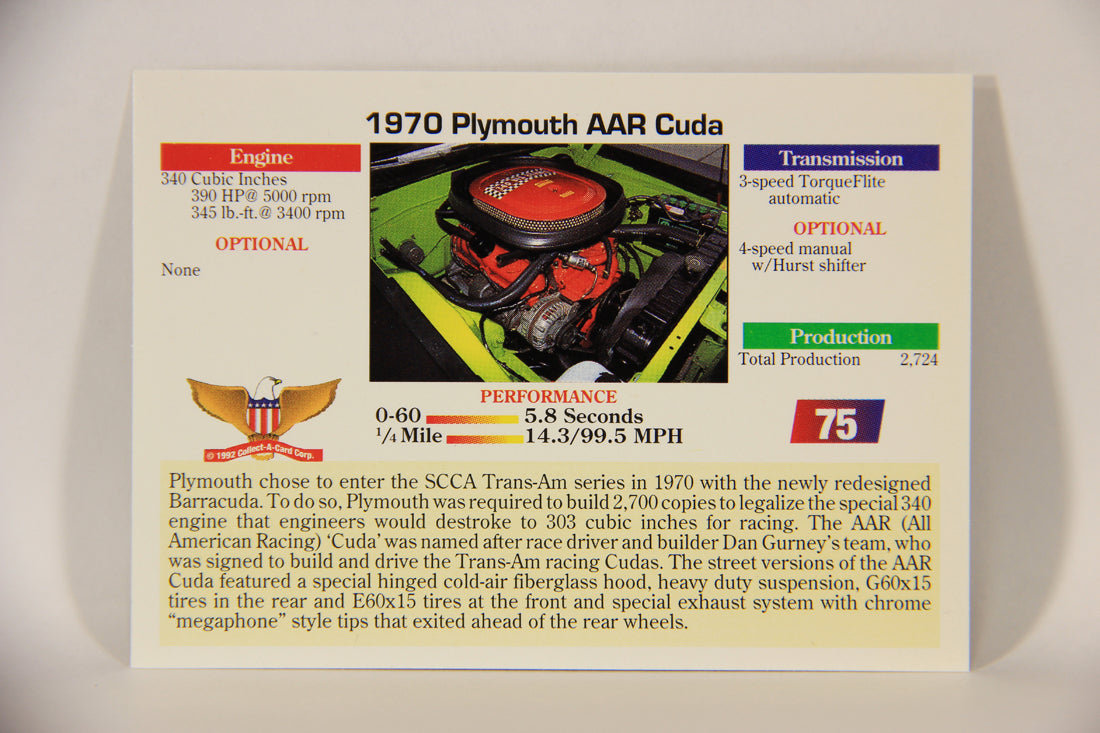 1970 Plymouth AAR Cuda
Engine
340 Cubic Inches
390 HP@ 5000 rpm
345 lb.-ft.@ 3400 rpm
OPTIONAL
None
Transmission
3-speed TorqueFlite
automatic
OPTIONAL
4-speed manual
w/Hurst shifter
Production
Total Production 2,724
PERFORMANCE
0-60 5.8 Seconds
1/4 Mile 14.3/99.5 MPH
75
© 1992 Collect-A-Card Corp.
Plymouth chose to enter the SCCA Trans-Am series in 1970 with the newly redesigned
Barracuda. To do so, Plymouth was required to build 2,700 copies to legalize the special 340
engine that engineers would destroke to 303 cubic inches for racing. The AAR (All
American Racing) ‘Cuda’ was named after race driver and builder Dan Gurney's team, who
was signed to build and drive the Trans-Am racing Cudas. The street versions of the AAR
Cuda featured a special hinged cold-air fiberglass hood, heavy duty suspension, G60x15
tires in the rear and E60x15 tires at the front and special exhaust system with chrome
“megaphone” style tips that exited ahead of the rear wheels.